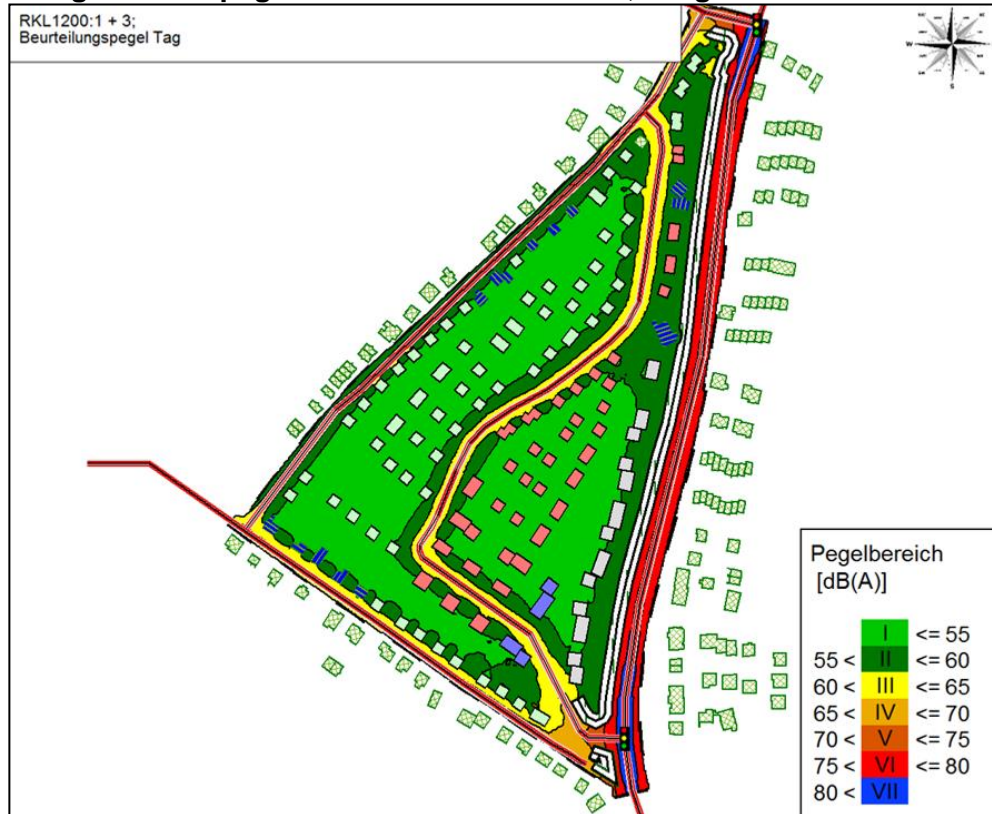 RKL1200:1 + 3;
Beurteilungspegel Tag
N
W
S
Pegelbereich
[dB(A)]
I <= 55
55 < II <= 60
60 < III <= 65
65 < IV <= 70
70 < V <= 75
75 < VI <= 80
80 < VII